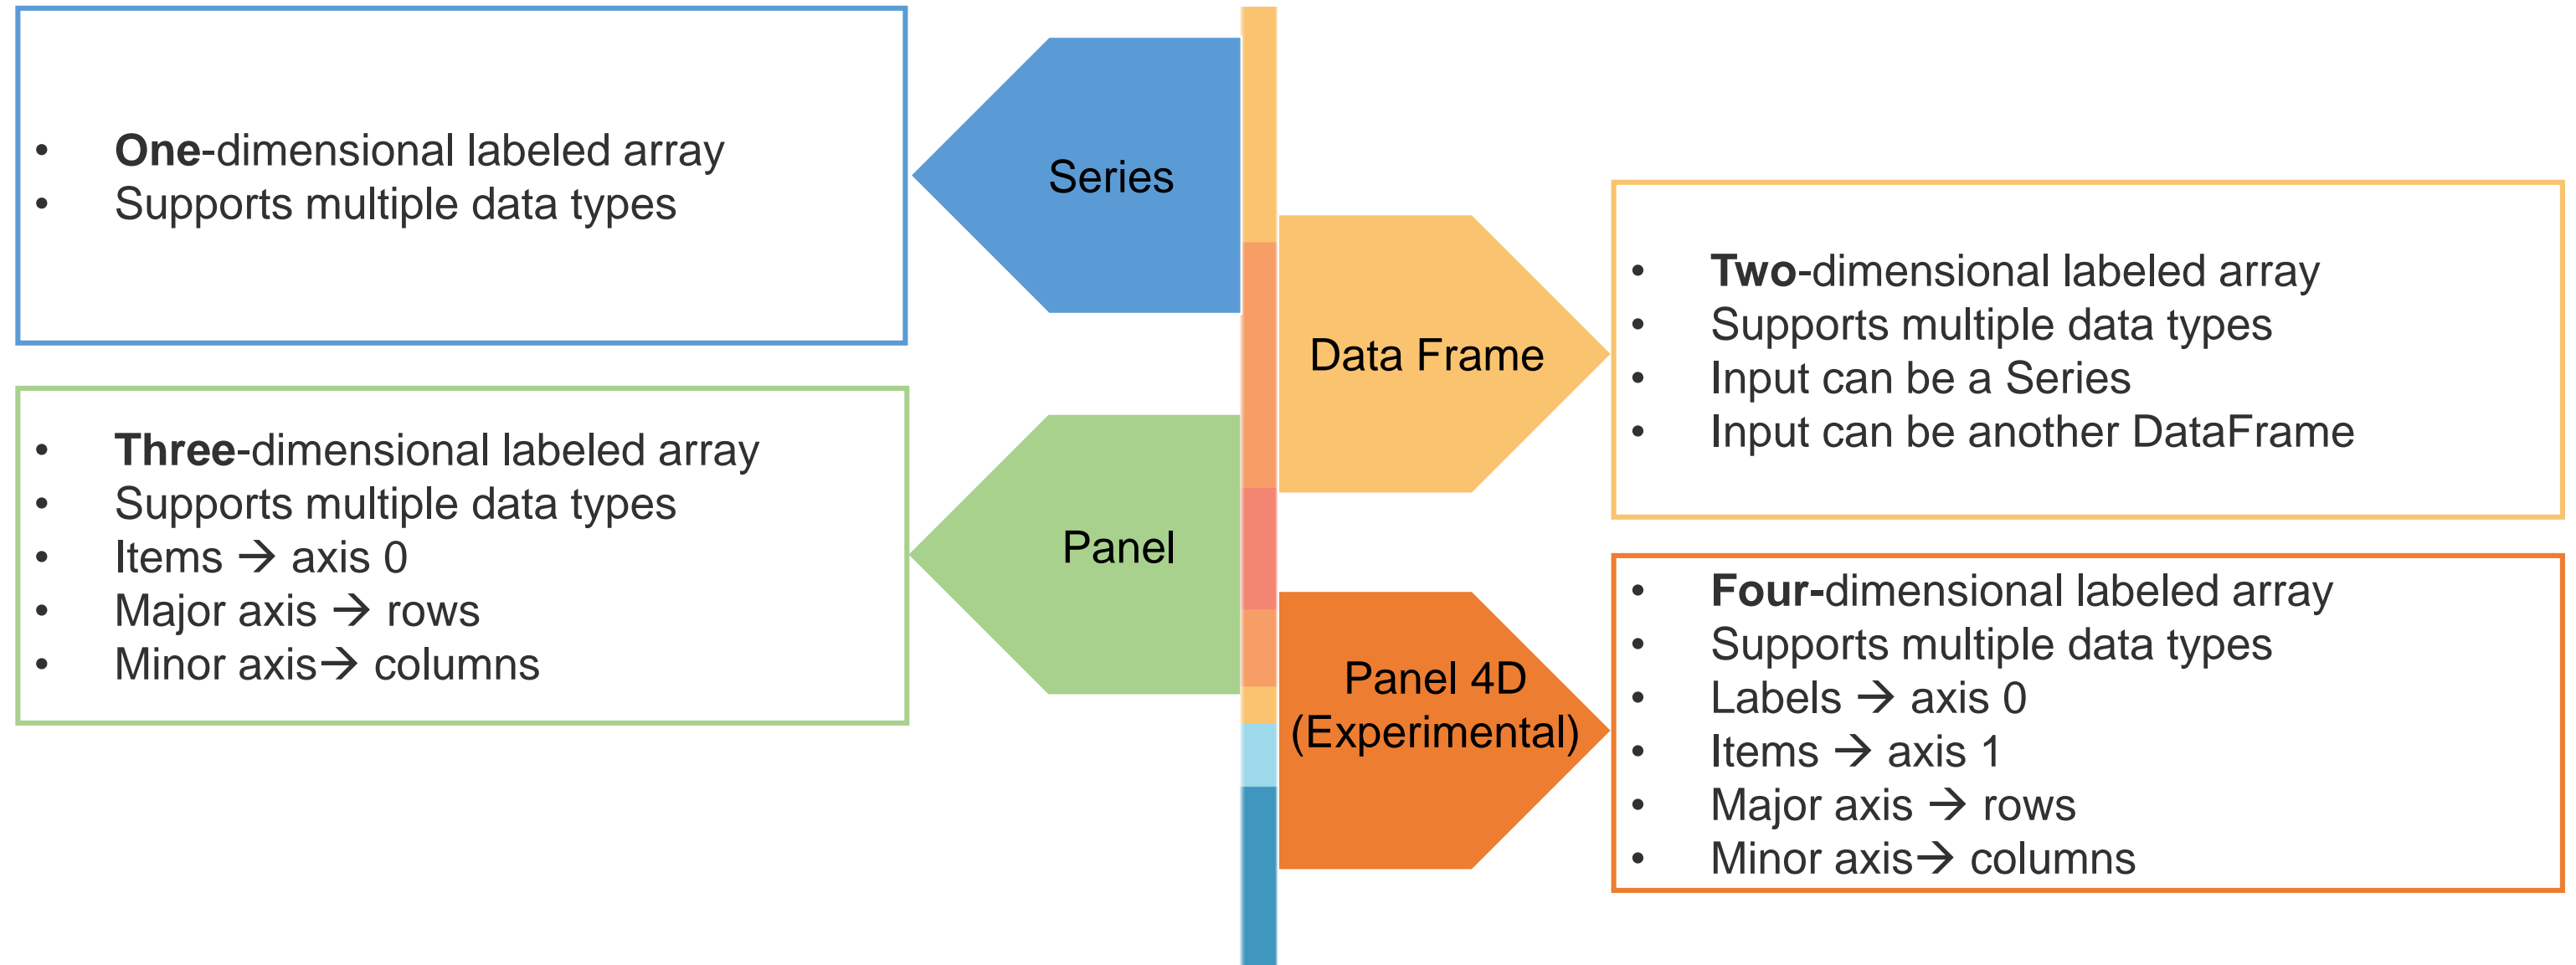 • One-dimensional labeled array
• Supports multiple data types
Series
Data Frame
• Two-dimensional labeled array
• Supports multiple data types
• Input can be a Series
• Input can be another DataFrame
• Three-dimensional labeled array
• Supports multiple data types
• Items → axis 0
• Major axis → rows
• Minor axis→ columns
Panel
Panel 4D
(Experimental)
• Four-dimensional labeled array
• Supports multiple data types
• Labels → axis 0
• Items → axis 1
• Major axis → rows
• Minor axis→ columns